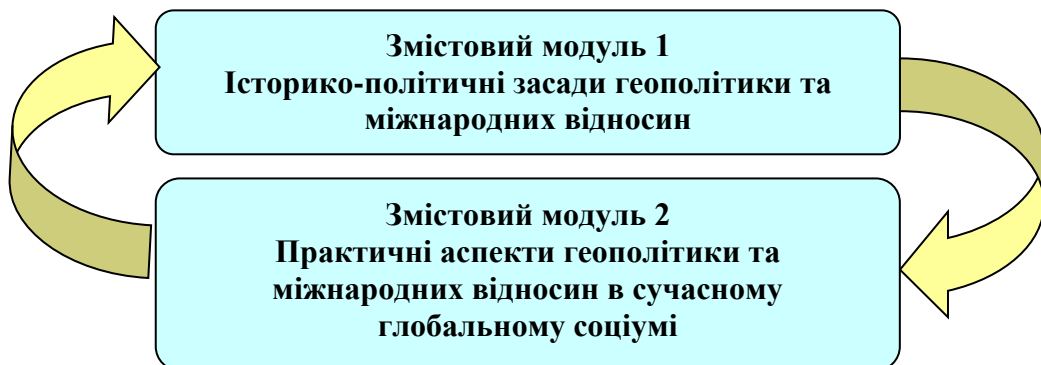 Змістовий модуль 1
Історико-політичні засади геополітики та
міжнародних відносин
Змістовий модуль 2
Практичні аспекти геополітики та
міжнародних відносин в сучасному
глобальному соціумі